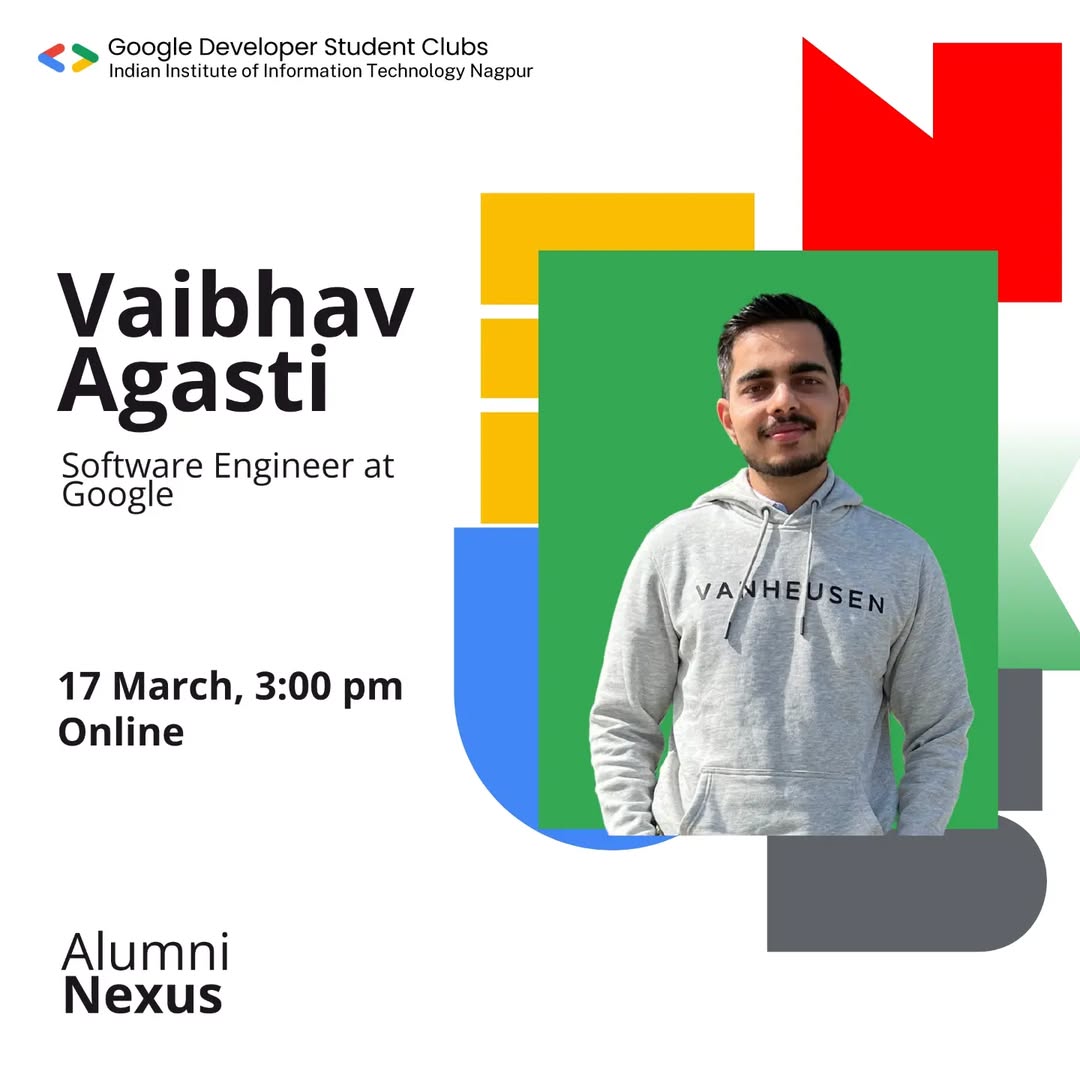 Google Developer Student Clubs
Indian Institute of Information Technology Nagpur
Vaibhav
Agasti
Software Engineer at
Google
VANHEUSEN
17 March, 3:00 pm
Online
Alumni
Nexus